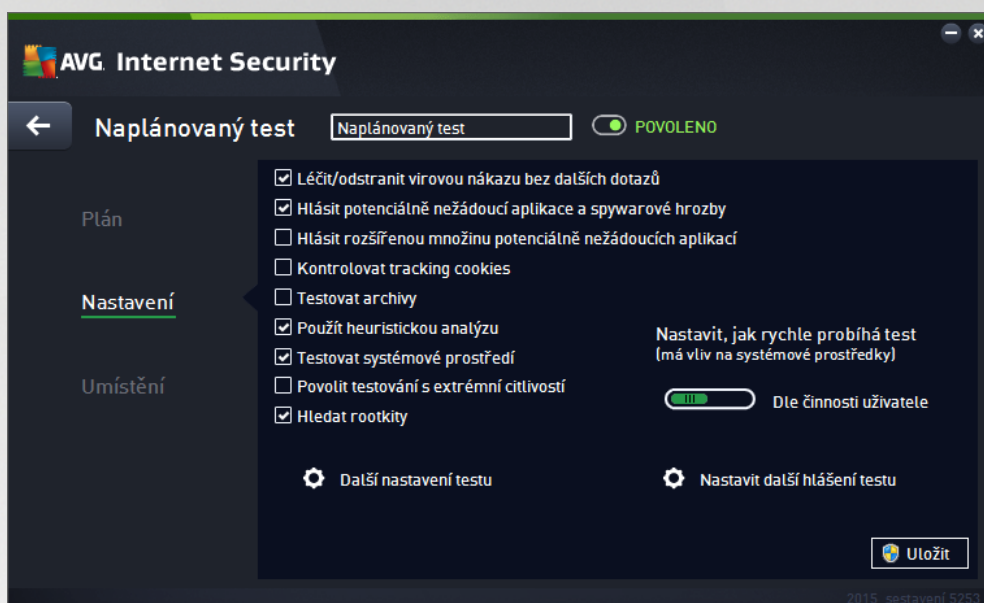 AVG Internet Security
Naplánovaný test
Naplánovaný test
POVOLENO
Plán
Nastavení
Umístění
Léčit/odstranit virovou nákazu bez dalších dotazů
Hlásit potenciálně nežádoucí aplikace a spywarové hrozby
Hlásit rozšířenou množinu potenciálně nežádoucích aplikací
Kontrolovat tracking cookies
Testovat archivy
Použít heuristickou analýzu
Testovat systémové prostředí
Povolit testování s extrémní citlivostí
Hledat rootkity
Nastavit, jak rychle probíhá test
(má vliv na systémové prostředky)
Dle činnosti uživatele
Další nastavení testu
Nastavit další hlášení testu
Uložit
2015 sestavení 5253